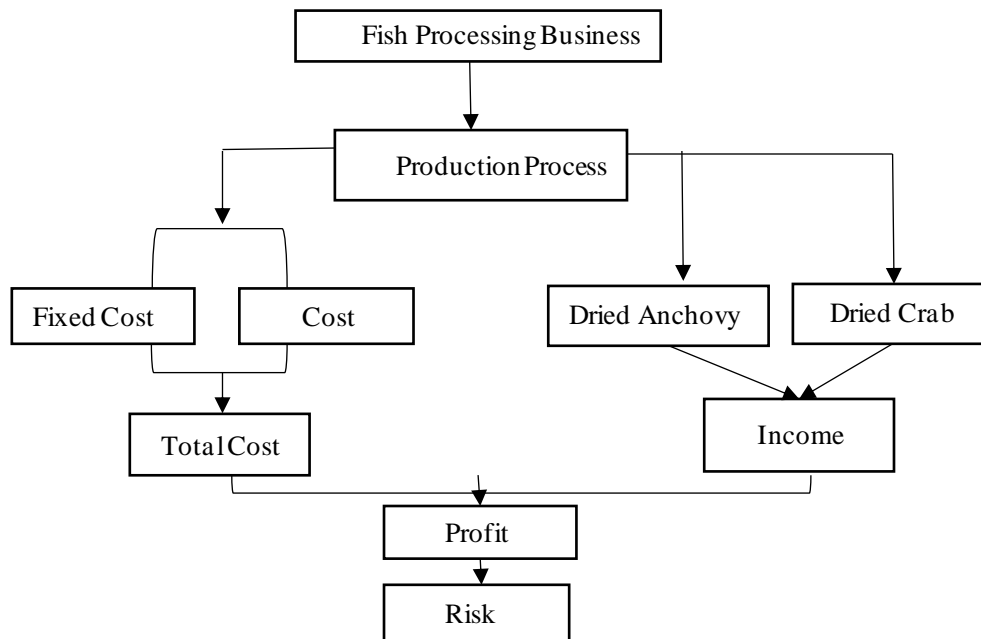 Fish Processing Business
Production Process
Fixed Cost
Cost
Dried Anchovy
Dried Crab
Total Cost
Income
Profit
Risk